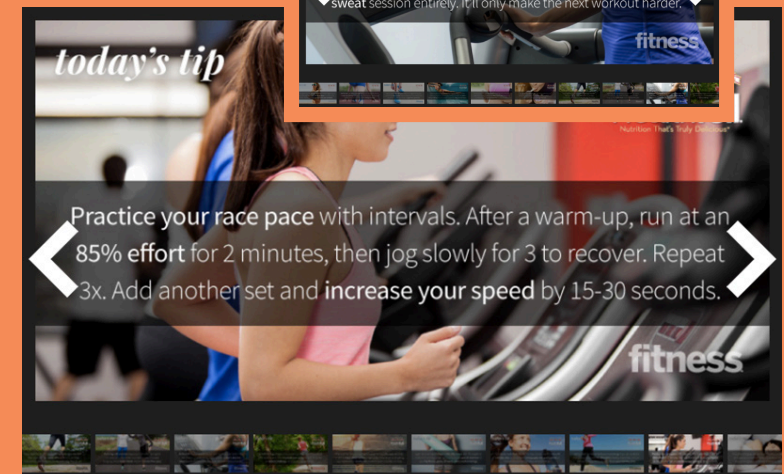 sweat session entirely. It'll only make the next workout harder.
fitness
today's tip
Nutrition That's Truly Delicious
Practice your race pace with intervals. After a warm-up, run at an
85% effort for 2 minutes, then jog slowly for 3 to recover. Repeat
3x. Add another set and increase your speed by 15-30 seconds.
fitness